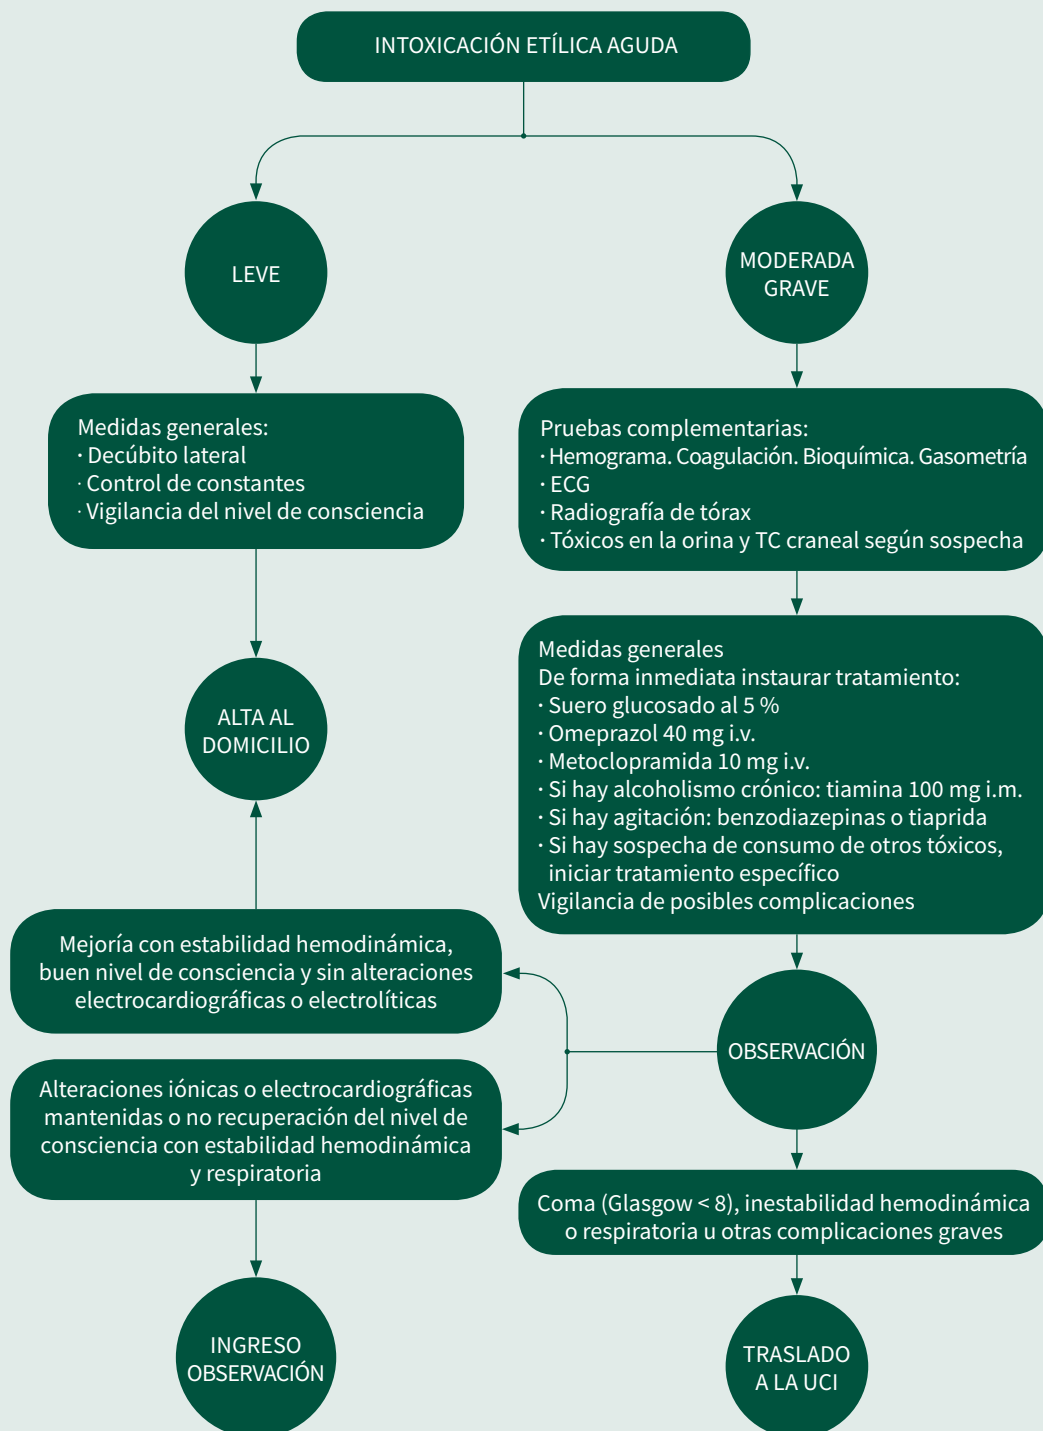 INTOXICACIÓN ETÍLICA AGUDA
LEVE
MODERADA
GRAVE
Medidas generales:
· Decúbito lateral
· Control de constantes
· Vigilancia del nivel de consciencia
Pruebas complementarias:
· Hemograma. Coagulación. Bioquímica. Gasometría
· ECG
· Radiografía de tórax
· Tóxicos en la orina y TC craneal según sospecha
Medidas generales
De forma inmediata instaurar tratamiento:
· Suero glucosado al 5 %
· Omeprazol 40 mg i.v.
· Metoclopramida 10 mg i.v.
· Si hay alcoholismo crónico: tiamina 100 mg i.m.
· Si hay agitación: benzodiazepinas o tiaprida
· Si hay sospecha de consumo de otros tóxicos,
iniciar tratamiento específico
Vigilancia de posibles complicaciones
ALTA AL
DOMICILIO
Mejoría con estabilidad hemodinámica,
buen nivel de consciencia y sin alteraciones
electrocardiográficas o electrolíticas
OBSERVACIÓN
Alteraciones iónicas o electrocardiográficas
mantenidas o no recuperación del nivel de
consciencia con estabilidad hemodinámica
y respiratoria
Coma (Glasgow < 8), inestabilidad hemodinámica
o respiratoria u otras complicaciones graves
INGRESO
OBSERVACIÓN
TRASLADO
A LA UCI